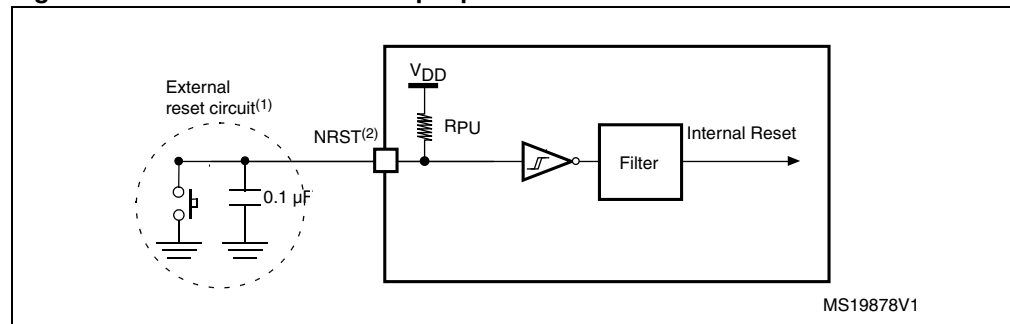 VDD
External
reset circuit(1)
NRST(2)
RPU
Internal Reset
Filter
0.1 µF
MS19878V1